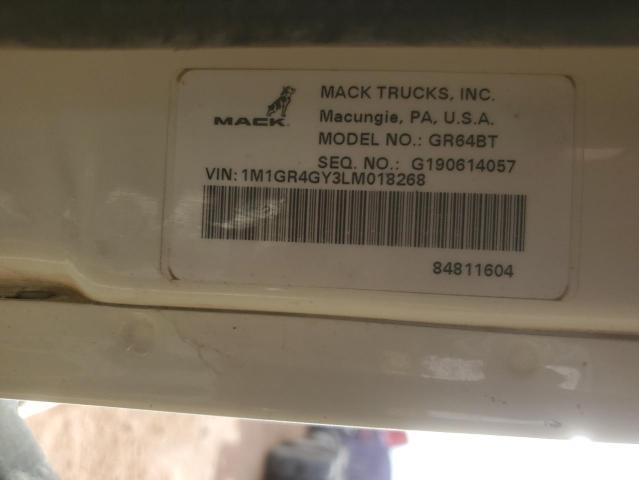 MACK TRUCKS, INC.
MACK
Macungie, PA, U.S.A.
MODEL NO.: GR64BT
SEQ. NO.: G190614057
VIN: 1M1GR4GY3LM018268
84811604